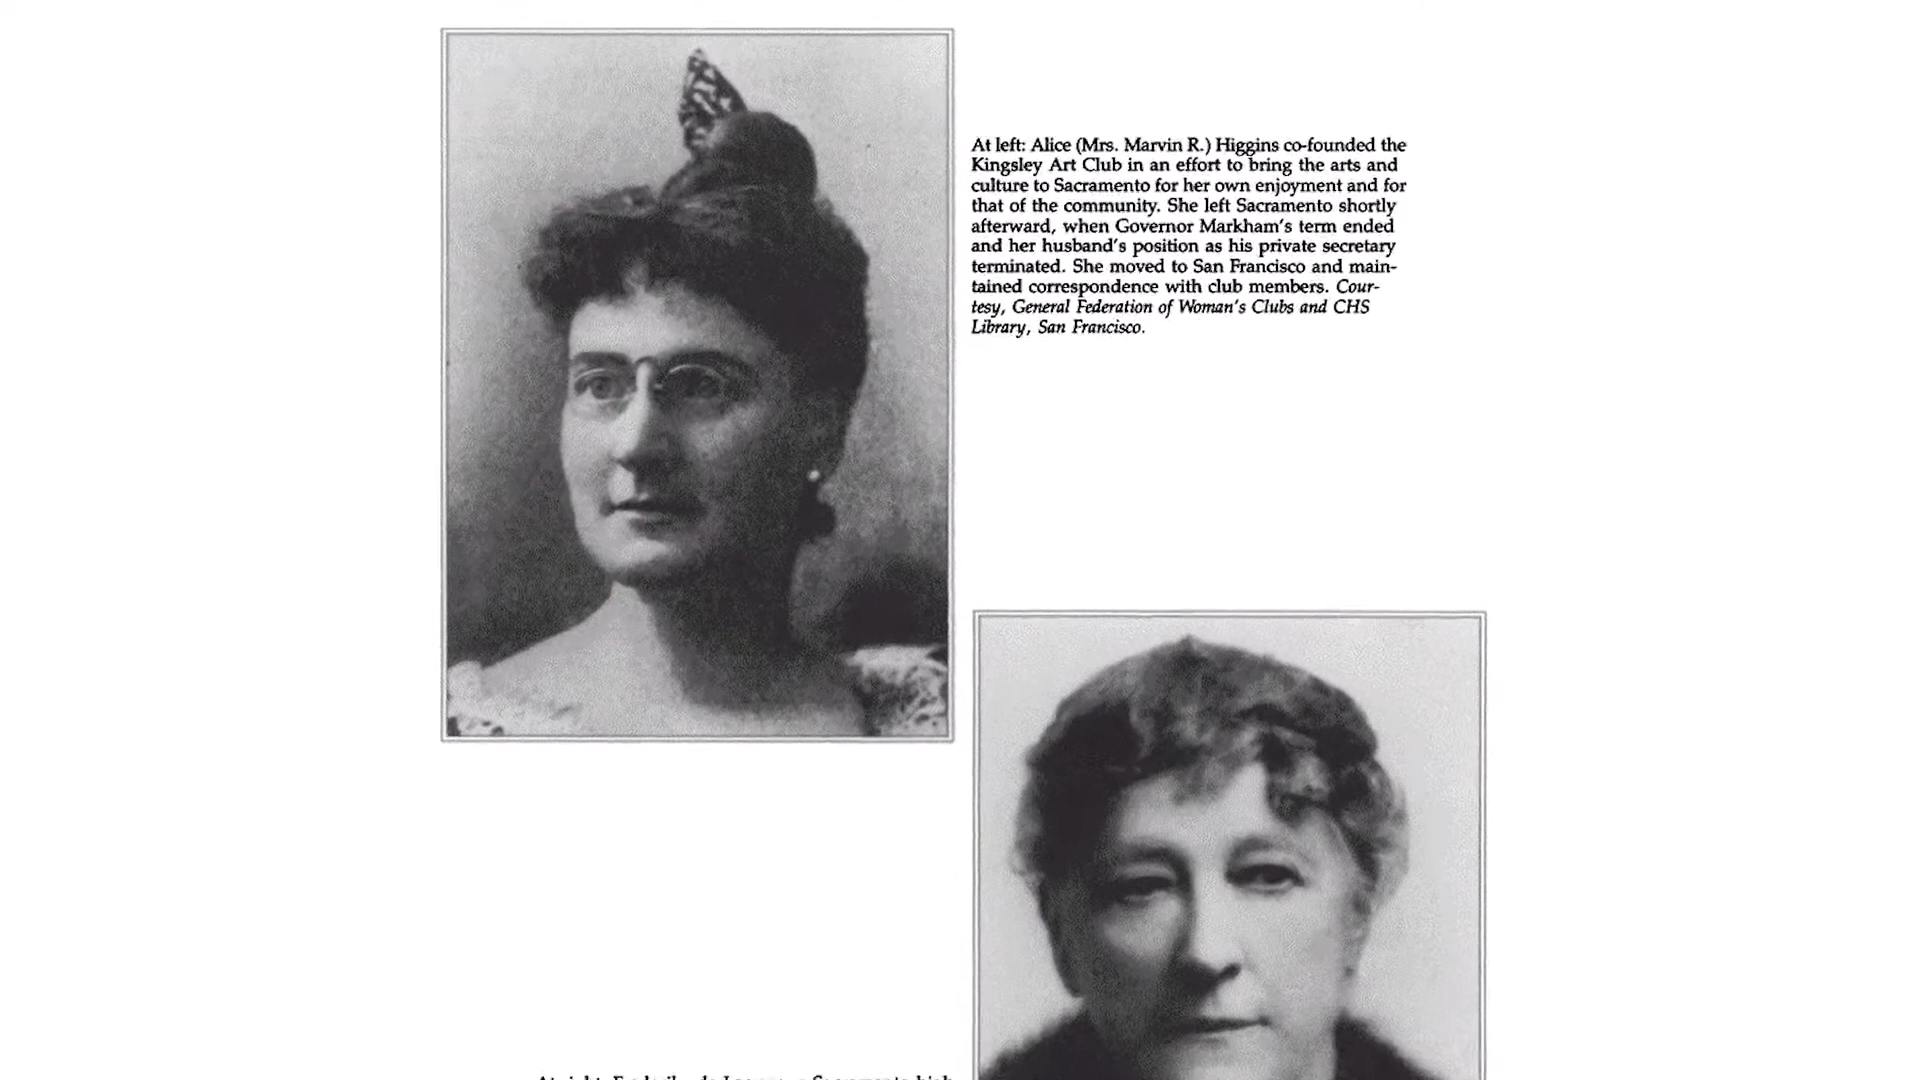 At left: Alice (Mrs. Marvin R.) Higgins co-founded the
Kingsley Art Club in an effort to bring the arts and
culture to Sacramento for her own enjoyment and for
that of the community. She left Sacramento shortly
afterward, when Governor Markham's term ended
and her husband's position as his private secretary
terminated. She moved to San Francisco and main-
tained correspondence with club members. Cour-
tesy, General Federation of Woman's Clubs and CHS
Library, San Francisco.